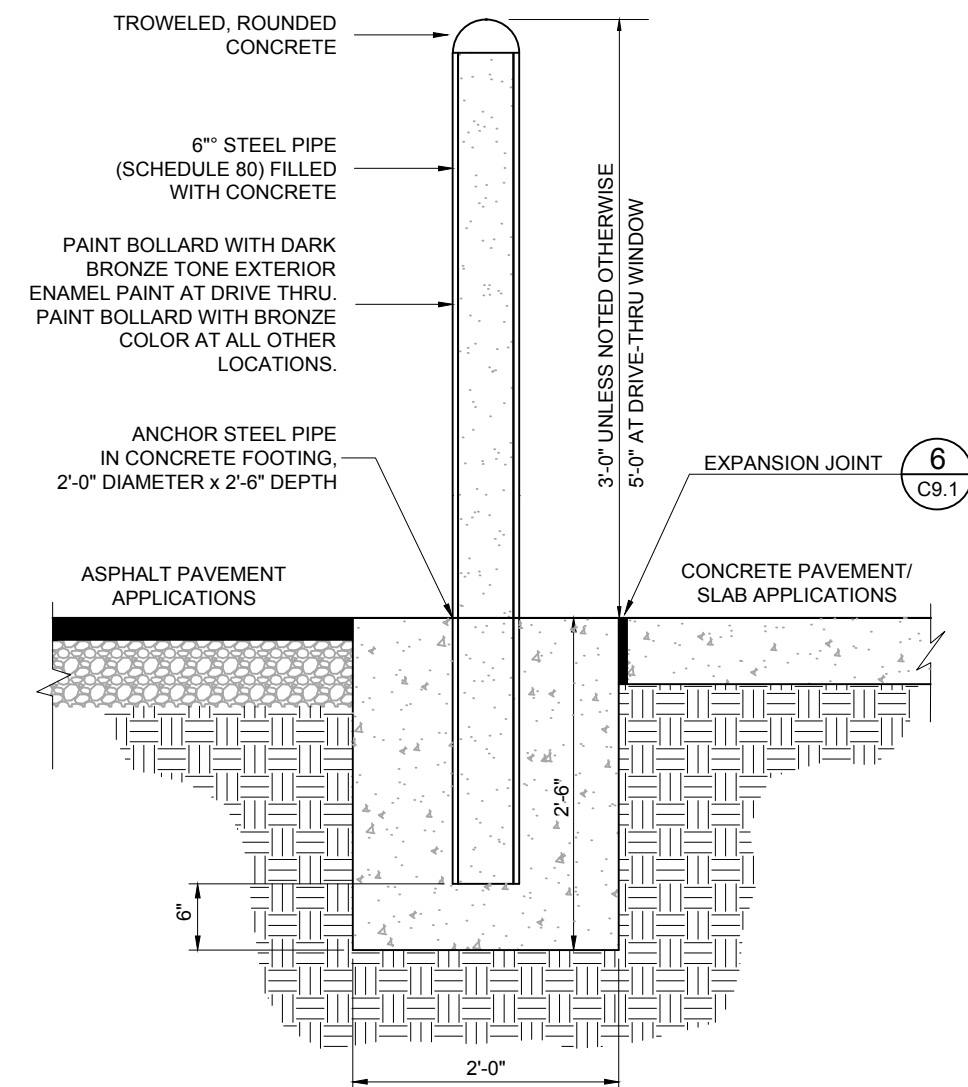 TROWELED, ROUNDED
CONCRETE
6"° STEEL PIPE
(SCHEDULE 80) FILLED
WITH CONCRETE
PAINT BOLLARD WITH DARK
BRONZE TONE EXTERIOR
ENAMEL PAINT AT DRIVE THRU.
PAINT BOLLARD WITH BRONZE
COLOR AT ALL OTHER
LOCATIONS.
ANCHOR STEEL PIPE
IN CONCRETE FOOTING,
2'-0" DIAMETER x 2'-6" DEPTH
3'-0" UNLESS NOTED OTHERWISE
5'-0" AT DRIVE-THRU WINDOW
EXPANSION JOINT
6
C9.1
ASPHALT PAVEMENT
APPLICATIONS
CONCRETE PAVEMENT/
SLAB APPLICATIONS
2'-6"
6"
2'-0"